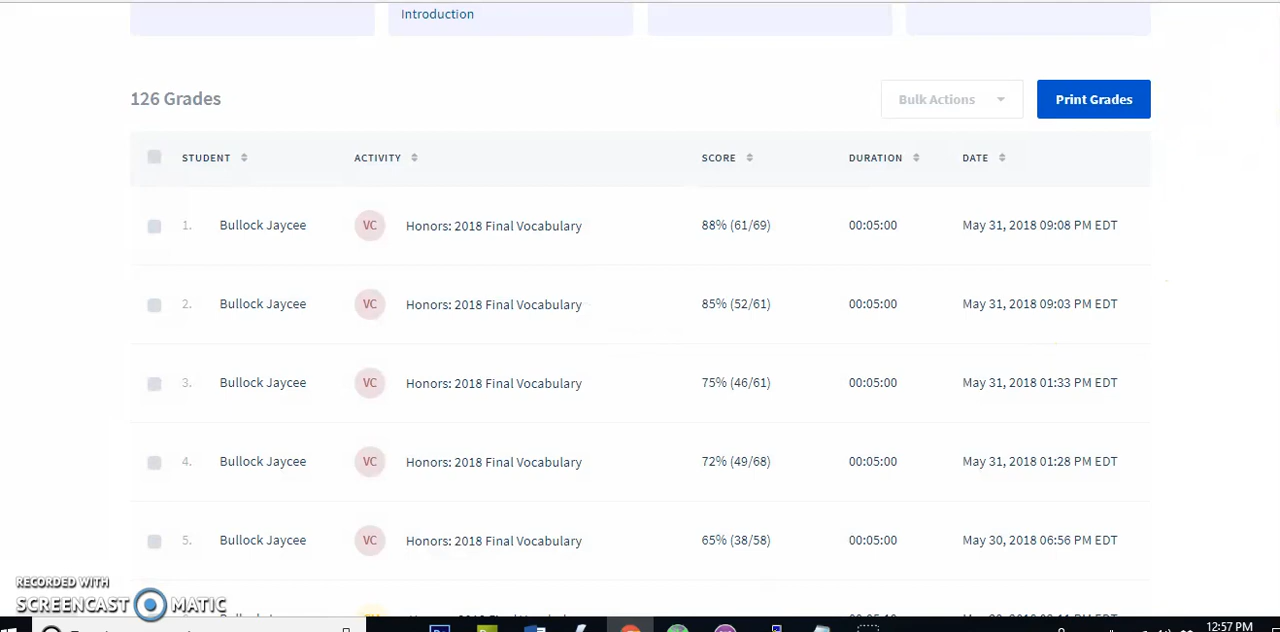 Introduction
126 Grades
Bulk Actions
Print Grades
STUDENT ACTIVITY SCORE DURATION DATE
1. Bullock Jaycee VC Honors: 2018 Final Vocabulary 88% (61/69) 00:05:00 May 31, 2018 09:08 PM EDT
2. Bullock Jaycee VC Honors: 2018 Final Vocabulary 85% (52/61) 00:05:00 May 31, 2018 09:03 PM EDT
3. Bullock Jaycee VC Honors: 2018 Final Vocabulary 75% (46/61) 00:05:00 May 31, 2018 01:33 PM EDT
4. Bullock Jaycee VC Honors: 2018 Final Vocabulary 72% (49/68) 00:05:00 May 31, 2018 01:28 PM EDT
5. Bullock Jaycee VC Honors: 2018 Final Vocabulary 65% (38/58) 00:05:00 May 30, 2018 06:56 PM EDT
RECORDED WITH
SCREENCAST MATIC
12:57 PM